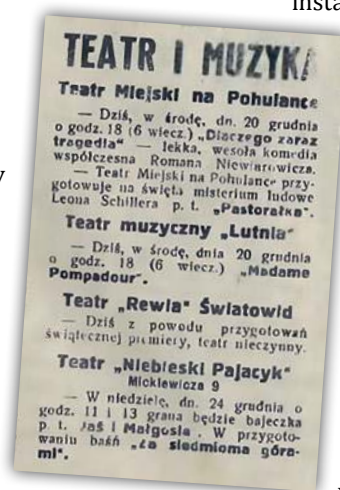 insta
y
TEATR I MUZYKA
Teatr Miejski na Pohulance
— Dziś, w środę, dn. 20 grudnia
o godz. 18 (6 wiecz.) „Dlaczego zaraz
tragedia“ — lekka, wesoła komedia
współczesna Romana Niewiarowicza.
— Teatr Miejski na Pohulance przy-
gotowuje na święta misterium ludowe
Leona Schillera p. t. „Pastorałka“.
Teatr muzyczny „Lutnia“
— Dziś, w środę, dnia 20 grudnia
o godz. 18 (6 wiecz.) „Madame
Pompadour“.
Teatr „Rewia“ Światowid
— Dziś z powodu przygotowań
świątecznej premiery, teatr nieczynny.
Teatr „Niebieski Pajacyk“
Mickiewicza 9
— W niedzielę, dn. 24 grudnia o
godz. 11 i 13 grana będzie bajeczka
p. t. Jaś i Małgosia. W przygoto-
waniu baśń „Za siedmioma góra-
mi“.